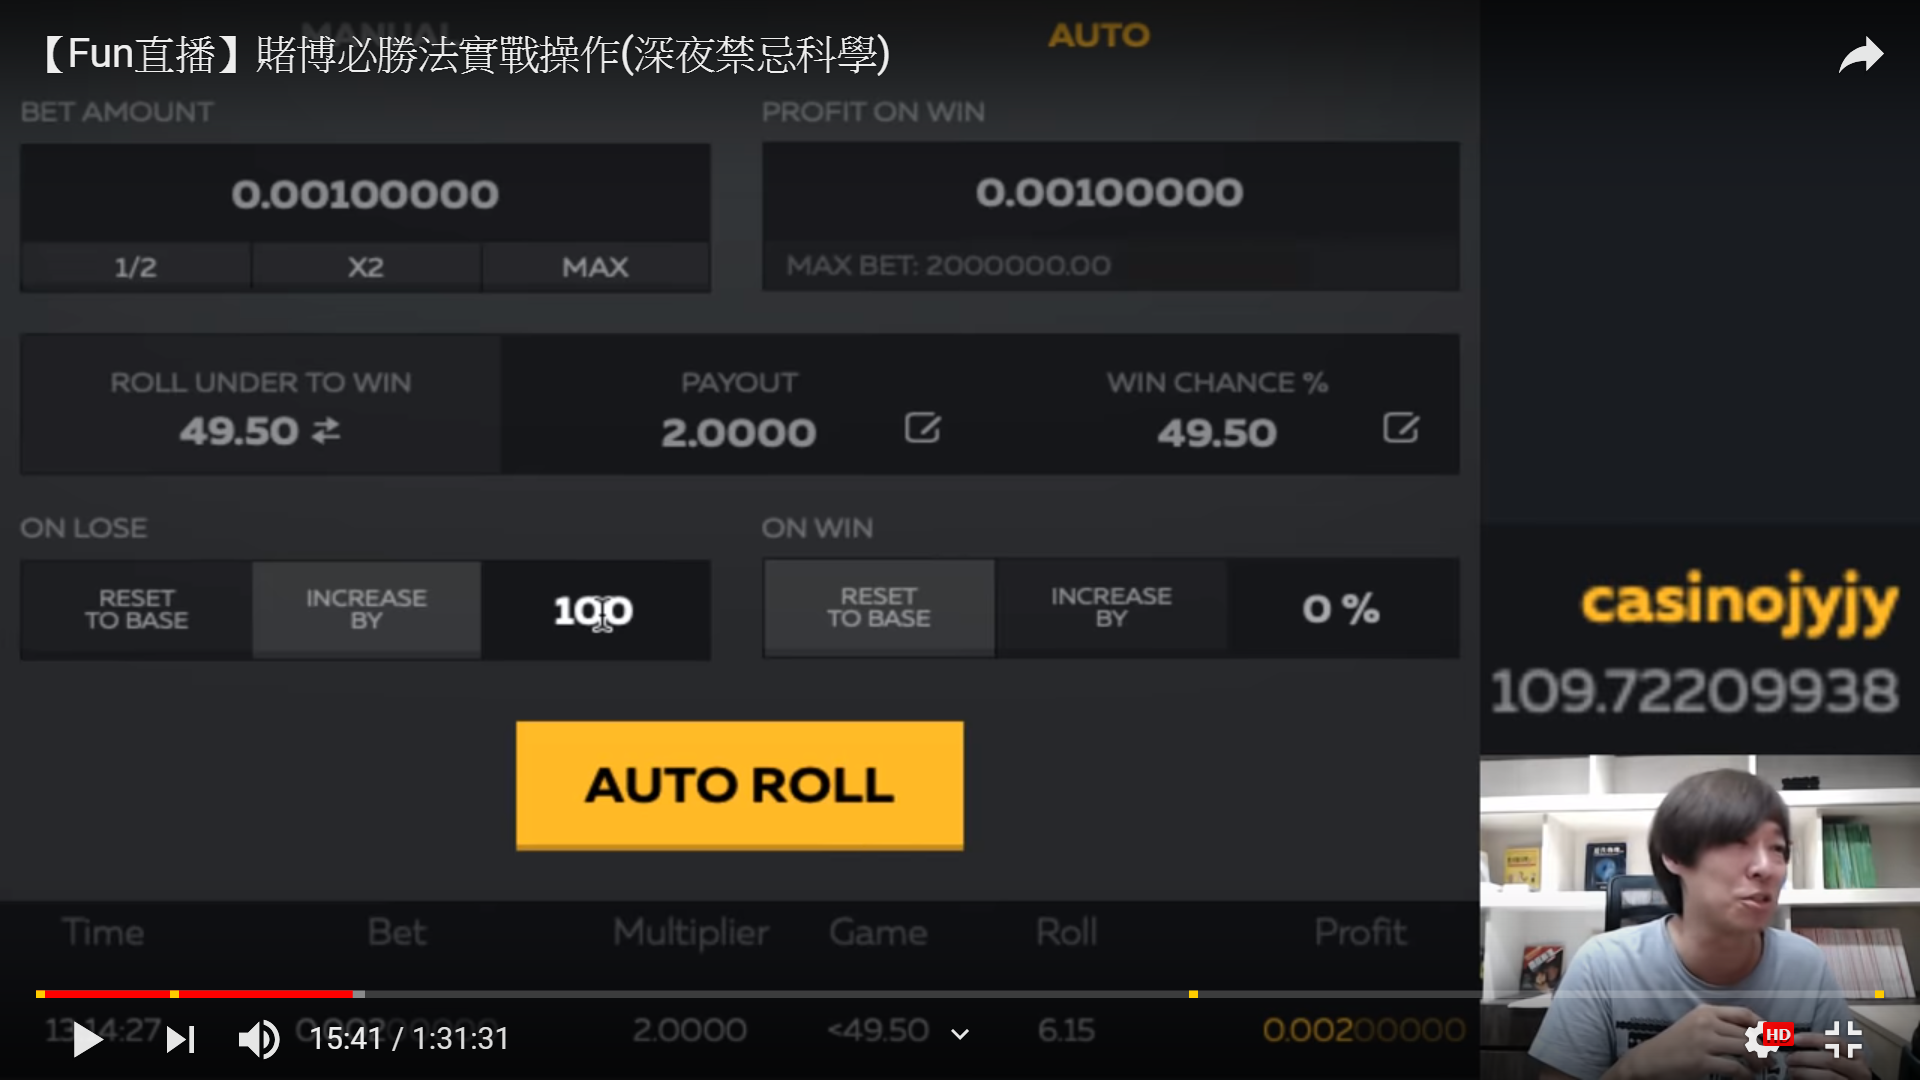 【Fun直播】賭博必勝法實戰操作(深夜禁忌科學)
MANUAL
AUTO
BET AMOUNT
PROFIT ON WIN
0.00100000
0.00100000
1/2
X2
MAX
MAX BET: 2000000.00
ROLL UNDER TO WIN
PAYOUT
WIN CHANCE %
49.50
2.0000
49.50
ON LOSE
ON WIN
RESET
TO BASE
INCREASE
BY
100
RESET
TO BASE
INCREASE
BY
0 %
casinojyjy
109.72209938
AUTO ROLL
Time
Bet
Multiplier
Game
Roll
Profit
13:14:27
0.00200000
2.0000
<49.50
6.15
0.00200000
15:41 / 1:31:31
HD